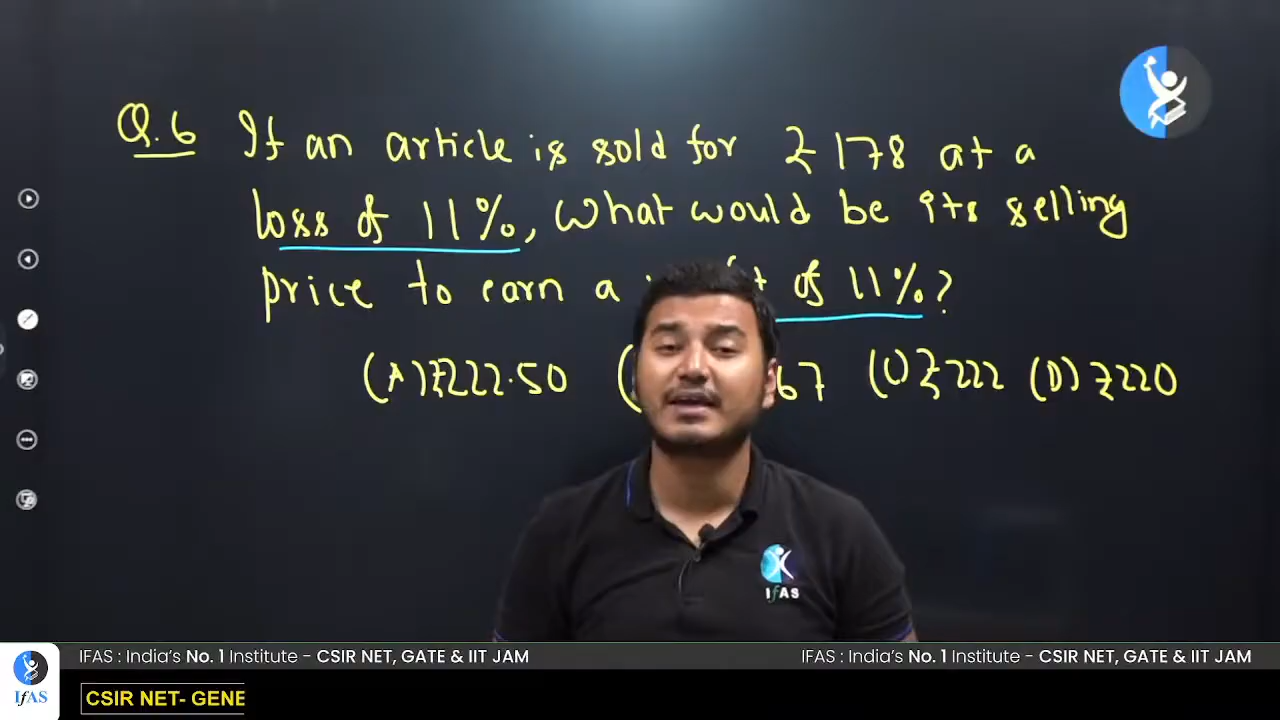 Q.6 If an article is sold for ₹ 178 at a
loss of 11%, What would be its selling
price to earn a of 11%?
(A) ₹222.50 67 (C) ₹222 (D) ₹220
IfAS
IFAS : India's No. 1 Institute - CSIR NET, GATE & IIT JAM
IFAS : India's No. 1 Institute - CSIR NET, GATE & IIT JAM
IfAS
CSIR NET- GENE